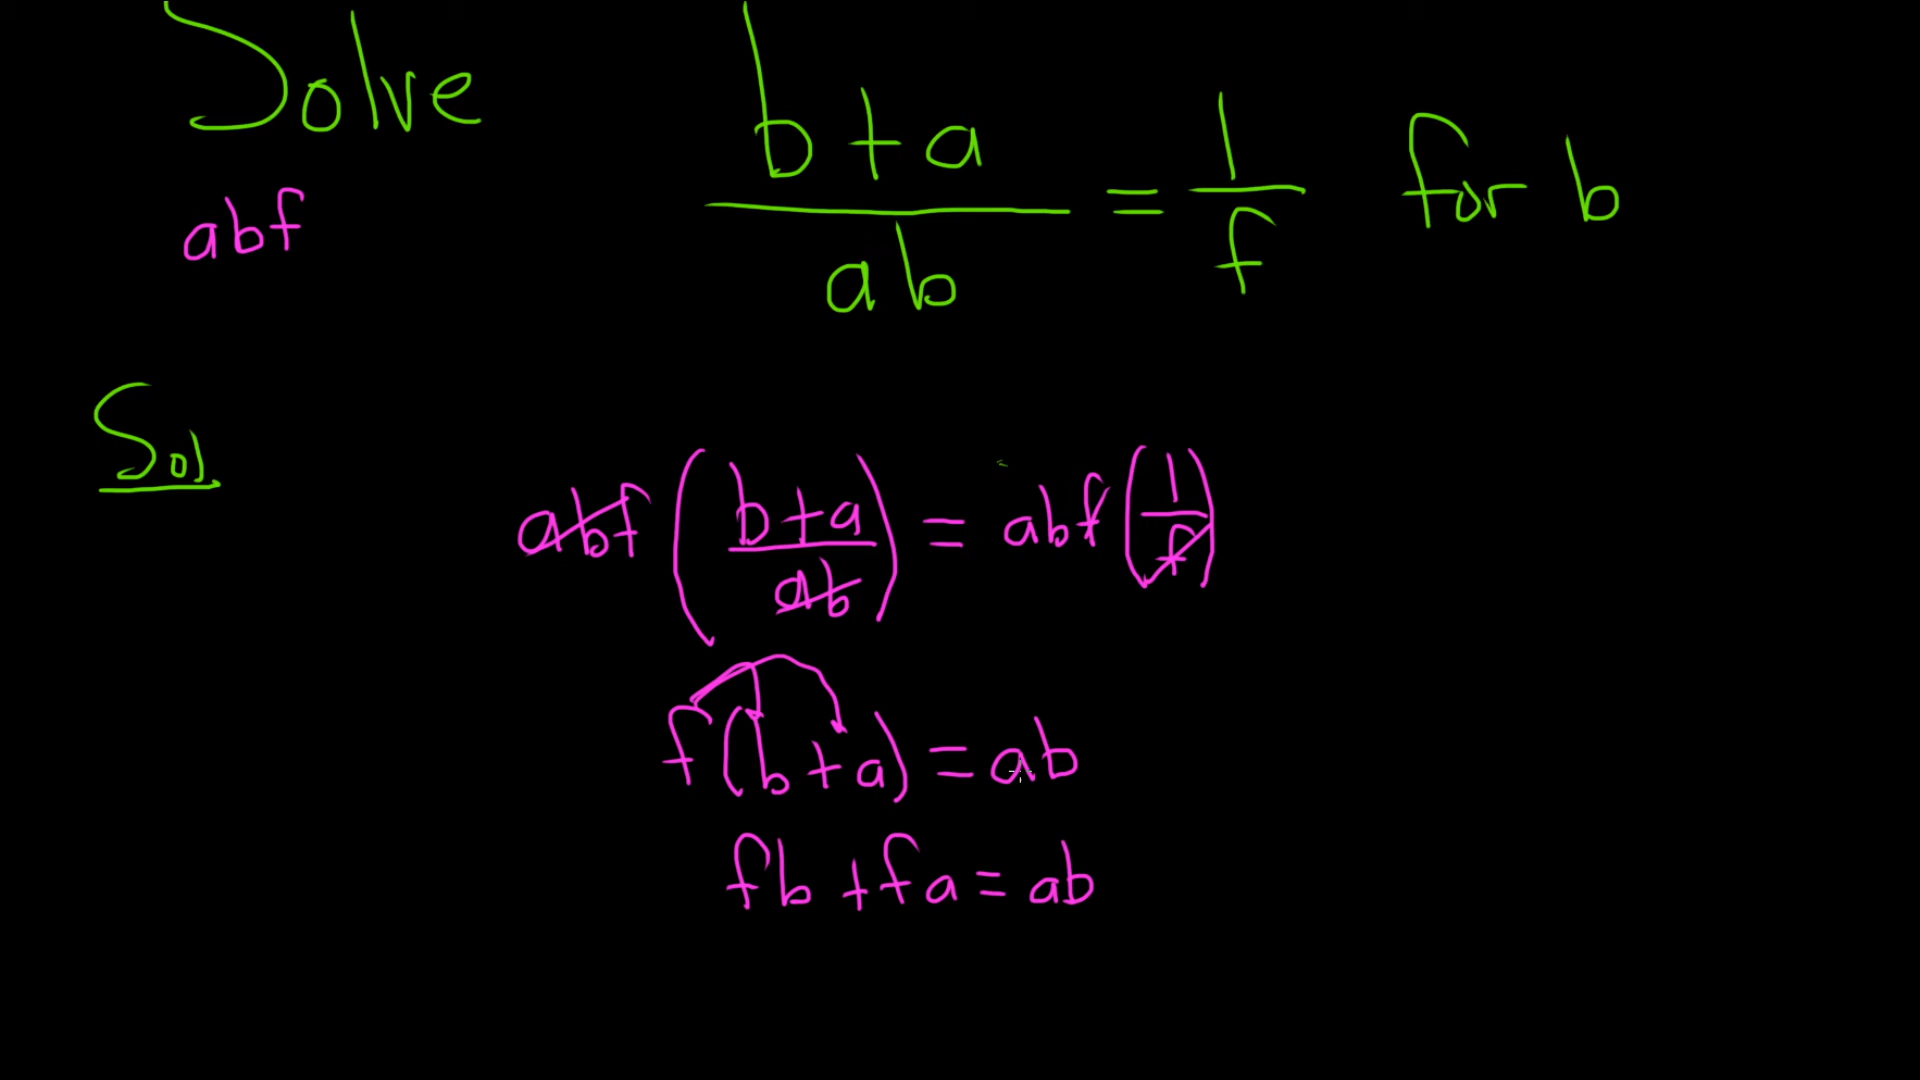 Solve b+a/ab = 1/f for b
abf
Sol
abf(b+a/ab) = abf(1/f)
f(b+a) = ab
fb+fa=ab